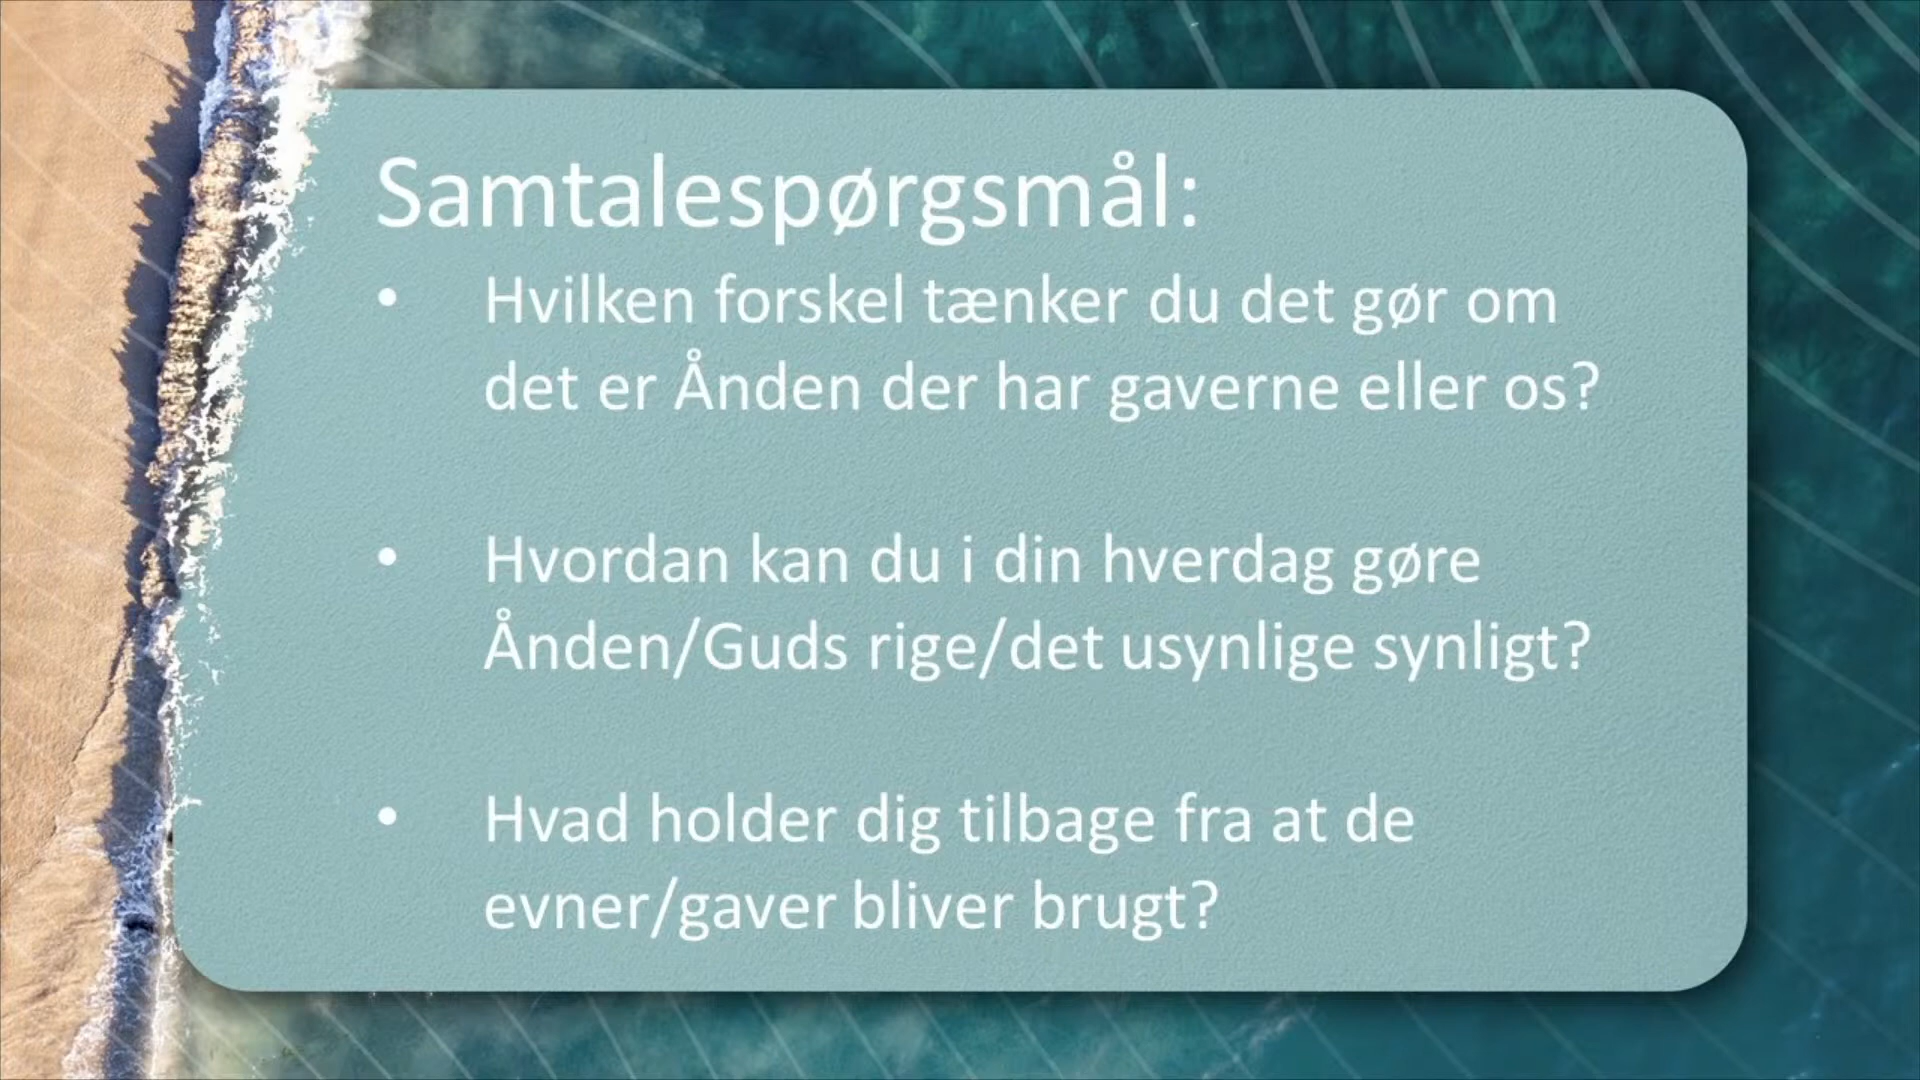 Samtalespørgsmål:
• Hvilken forskel tænker du det gør om
det er Ånden der har gaverne eller os?
• Hvordan kan du i din hverdag gøre
Ånden/Guds rige/det usynlige synligt?
• Hvad holder dig tilbage fra at de
evner/gaver bliver brugt?